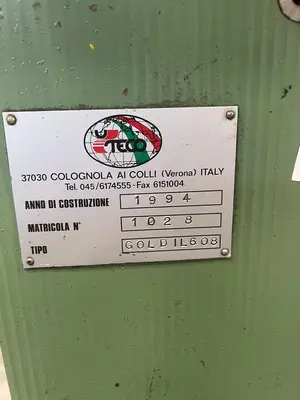 STECO
37030 COLOGNOLA AI COLLI (Verona) ITALY
Tel. 045/6174555 - Fax 6151004
ANNO DI COSTRUZIONE 1994
MATRICOLA N° 1028
TIPO GOLDIL608